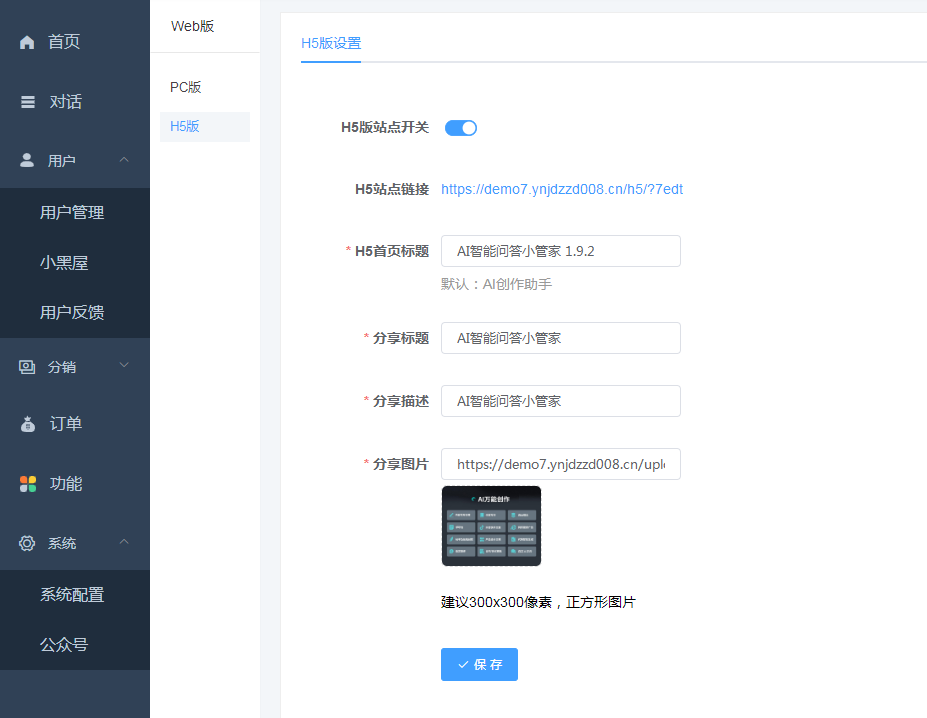 首页
对话
用户
用户管理
小黑屋
用户反馈
分销
订单
功能
系统
系统配置
公众号
Web版
PC版
H5版
H5版设置
H5版站点开关
H5站点链接 https://demo7.ynjdzzd008.cn/h5/?7edt
* H5首页标题 AI智能问答小管家 1.9.2
默认：AI创作助手
* 分享标题 AI智能问答小管家
* 分享描述 AI智能问答小管家
* 分享图片 https://demo7.ynjdzzd008.cn/uplo
AI万能创作
建议300x300像素，正方形图片
保 存